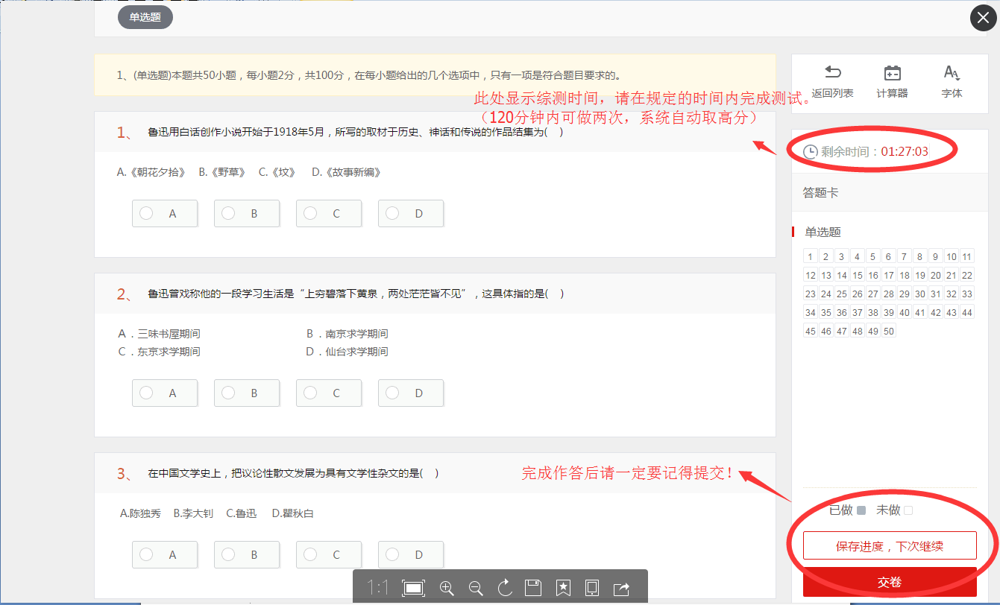 单选题
1、(单选题)本题共50小题，每小题2分，共100分，在每小题给出的几个选项中，只有一项是符合题目要求的。
此处显示综测时间，请在规定的时间内完成测试。
（120分钟内可做两次，系统自动取高分）
1、 鲁迅用白话创作小说开始于1918年5月，所写的取材于历史、神话和传说的作品结集为( )
A.《朝花夕拾》 B.《野草》 C.《坟》 D.《故事新编》
A B C D
2、 鲁迅曾戏称他的一段学习生活是“上穷碧落下黄泉，两处茫茫皆不见”，这具体指的是( )
A．三味书屋期间 B．南京求学期间
C．东京求学期间 D．仙台求学期间
A B C D
3、 在中国文学史上，把议论性散文发展为具有文学性杂文的是( )
完成作答后请一定要记得提交！
A.陈独秀 B.李大钊 C.鲁迅 D.瞿秋白
A B C D
1:1
返回列表 计算器 字体
剩余时间：01:27:03
答题卡
单选题
1 2 3 4 5 6 7 8 9 10 11
12 13 14 15 16 17 18 19 20 21 22
23 24 25 26 27 28 29 30 31 32 33
34 35 36 37 38 39 40 41 42 43 44
45 46 47 48 49 50
已做 未做
保存进度，下次继续
交卷